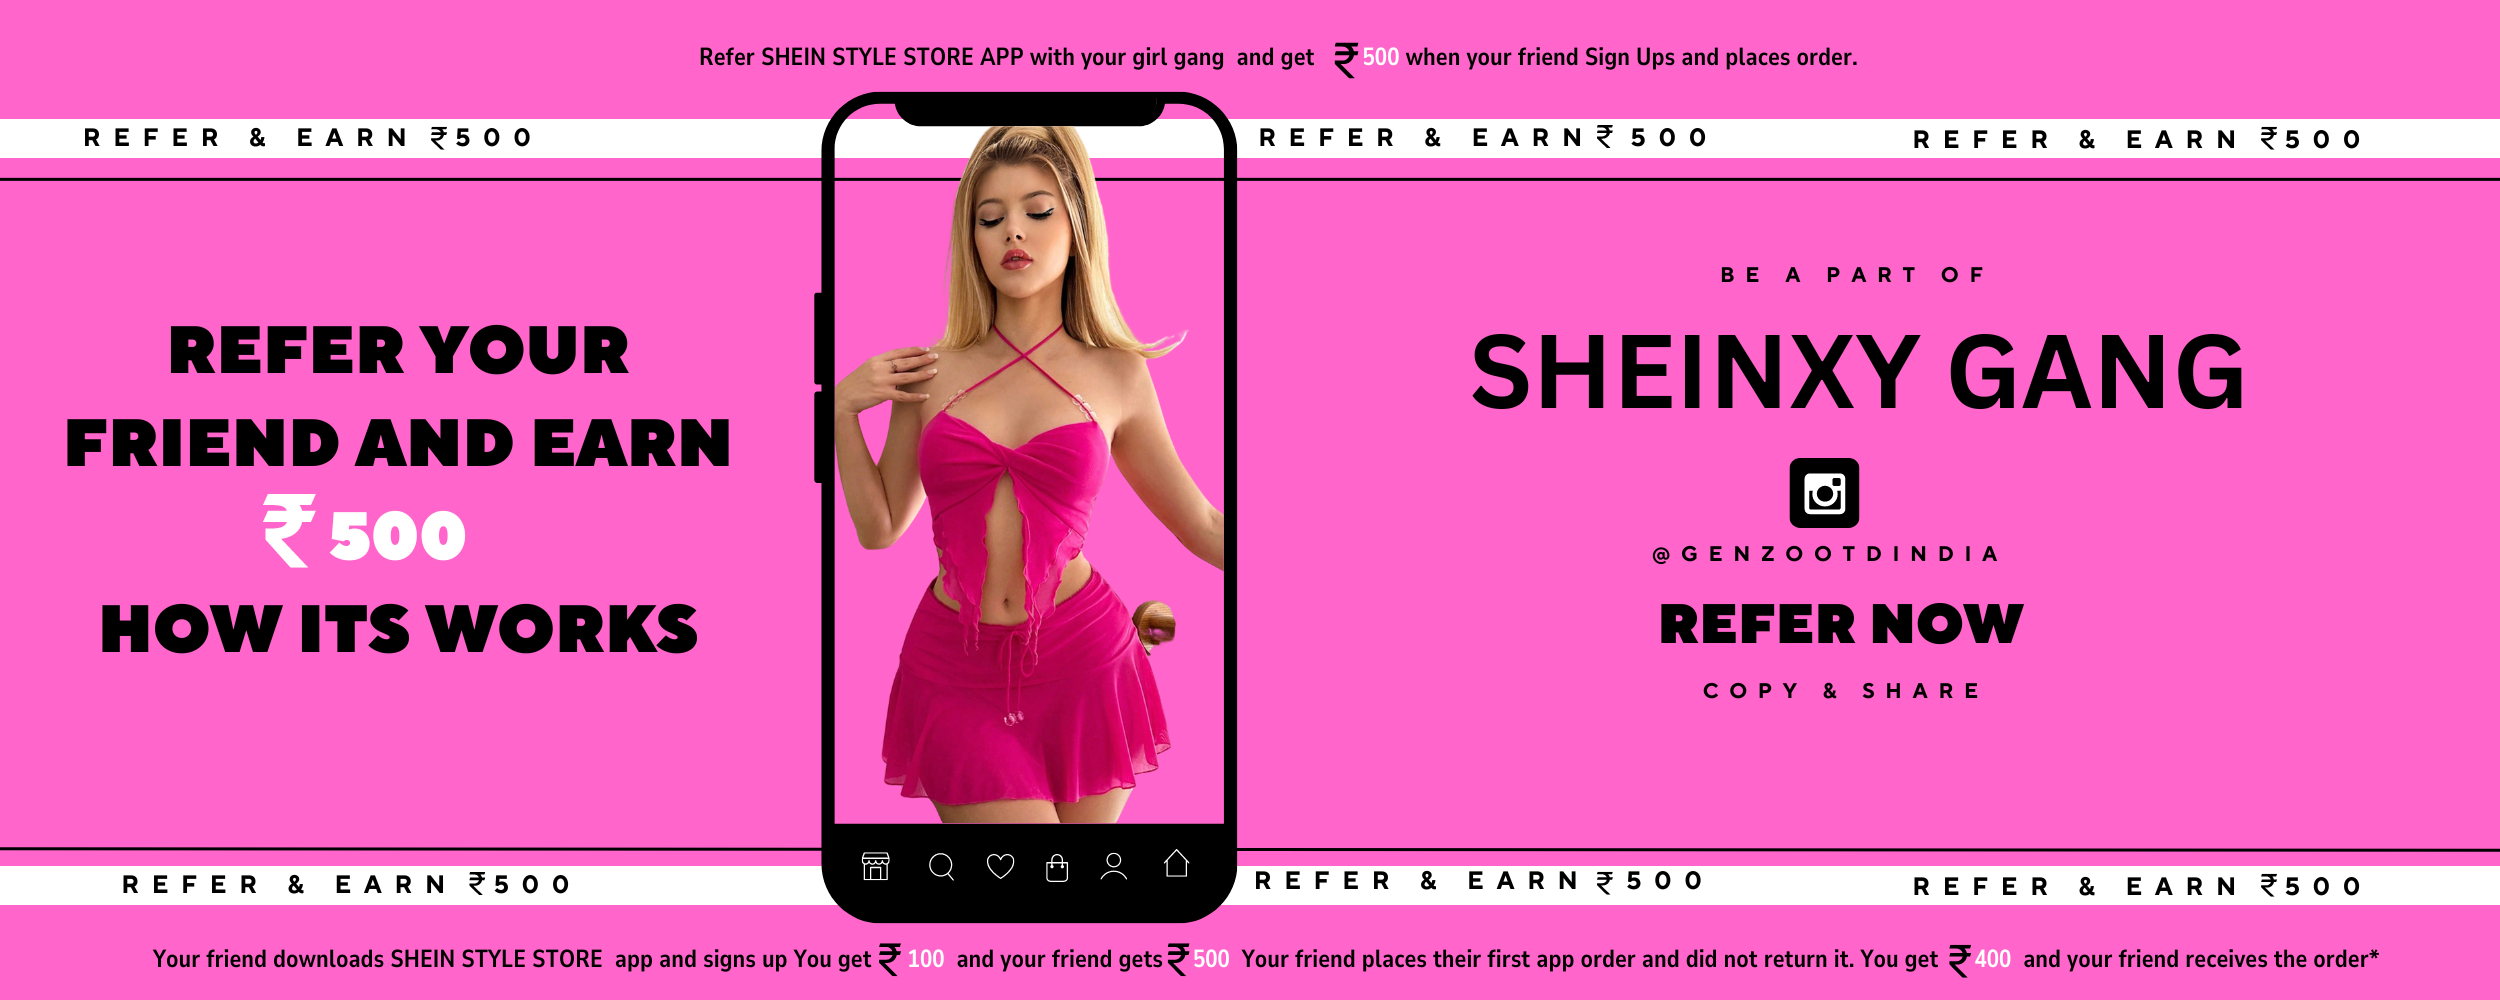 Refer SHEIN STYLE STORE APP with your girl gang and get ₹500 when your friend Sign Ups and places order.
REFER & EARN ₹500
REFER & EARN ₹ 500
REFER & EARN ₹500
REFER YOUR
FRIEND AND EARN
₹500
HOW ITS WORKS
BE A PART OF
SHEINXY GANG
@GENZOOTDINDIA
REFER NOW
COPY & SHARE
REFER & EARN ₹500
REFER & EARN ₹500
REFER & EARN ₹500
Your friend downloads SHEIN STYLE STORE app and signs up You get ₹ 100 and your friend gets ₹500 Your friend places their first app order and did not return it. You get ₹400 and your friend receives the order*